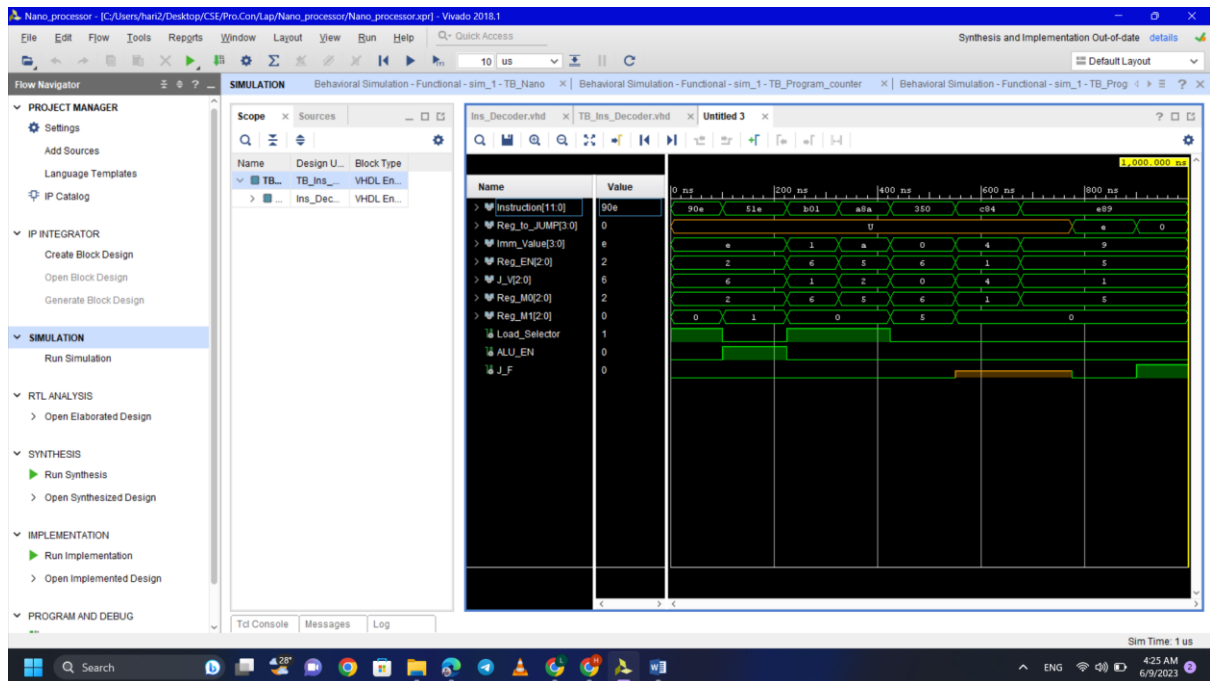 Nano_processor - [C:/Users/hari2/Desktop/CSE/Pro.Con/Lap/Nano_processor/Nano_processor.xpr] - Vivado 2018.1
File Edit Flow Tools Reports Window Layout View Run Help Q- Quick Access
Synthesis and Implementation Out-of-date details
10 us
Default Layout
Flow Navigator
SIMULATION Behavioral Simulation - Functional - sim_1 - TB_Nano Behavioral Simulation - Functional - sim_1 - TB_Program_counter Behavioral Simulation - Functional - sim_1 - TB_Prog
PROJECT MANAGER
Settings
Add Sources
Language Templates
IP Catalog
IP INTEGRATOR
Create Block Design
Open Block Design
Generate Block Design
SIMULATION
Run Simulation
RTL ANALYSIS
Open Elaborated Design
SYNTHESIS
Run Synthesis
Open Synthesized Design
IMPLEMENTATION
Run Implementation
Open Implemented Design
PROGRAM AND DEBUG
Scope Sources
Name Design U... Block Type
TB... TB_Ins_... VHDL En...
... Ins_Dec... VHDL En...
Ins_Decoder.vhd TB_Ins_Decoder.vhd Untitled 3
1,000.000 ns
Name Value 0 ns 200 ns 400 ns 600 ns 800 ns
Instruction[11:0] 90e 90e 51e b01 a8a 350 c84 e89
Reg_to_JUMP[3:0] 0 U e 0
Imm_Value[3:0] e e 1 a 0 4 9
Reg_EN[2:0] 2 2 6 5 6 1 5
J_V[2:0] 6 6 1 2 0 4 1
Reg_M0[2:0] 2 2 6 5 6 1 5
Reg_M1[2:0] 0 0 1 0 5 0
Load_Selector 1
ALU_EN 0
J_F 0
Tcl Console Messages Log
Sim Time: 1 us
Search
28°
ENG
4:25 AM
6/9/2023
2